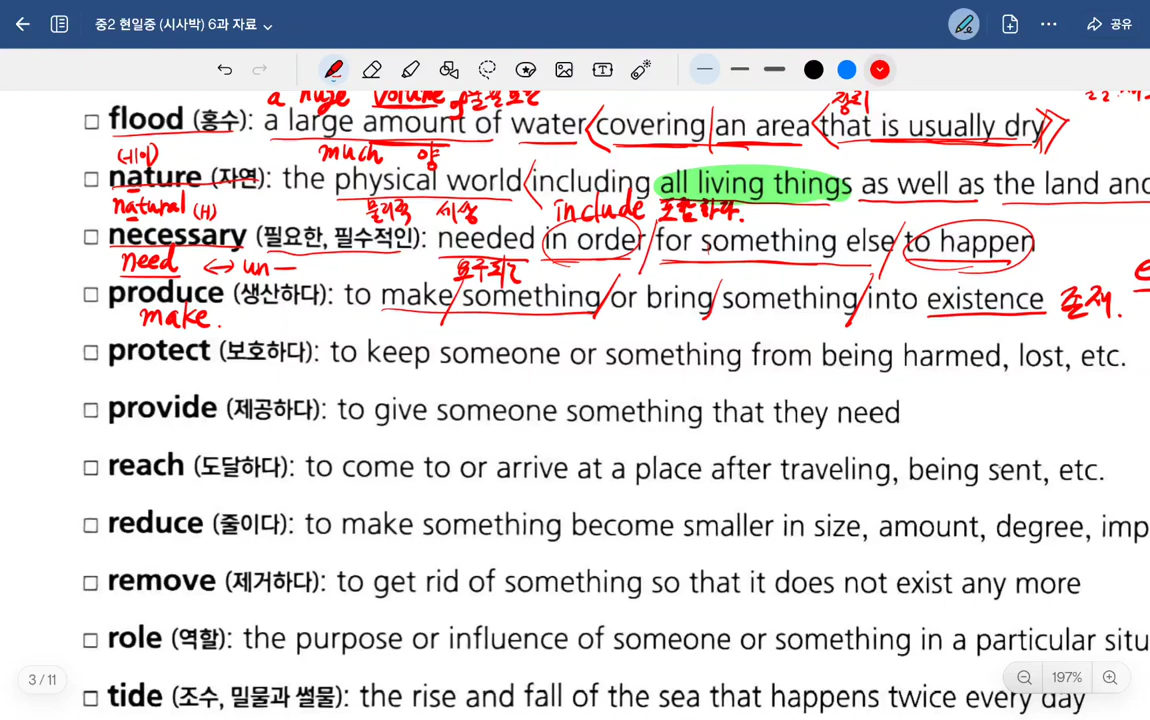 중2 현일중 (시사박) 6과 자료
공유
a huge volume of
flood (홍수): a large amount of water covering an area that is usually dry
much 양
nature (자연): the physical world including all living things as well as the land and
natural 물리적 세상 include 포함하다.
necessary (필요한, 필수적인): needed in order for something else to happen
need ↔ un— 요구되는
produce (생산하다): to make something or bring something into existence 존재.
make.
protect (보호하다): to keep someone or something from being harmed, lost, etc.
provide (제공하다): to give someone something that they need
reach (도달하다): to come to or arrive at a place after traveling, being sent, etc.
reduce (줄이다): to make something become smaller in size, amount, degree, imp
remove (제거하다): to get rid of something so that it does not exist any more
role (역할): the purpose or influence of someone or something in a particular situ
3 / 11
197%
tide (조수, 밀물과 썰물): the rise and fall of the sea that happens twice every day